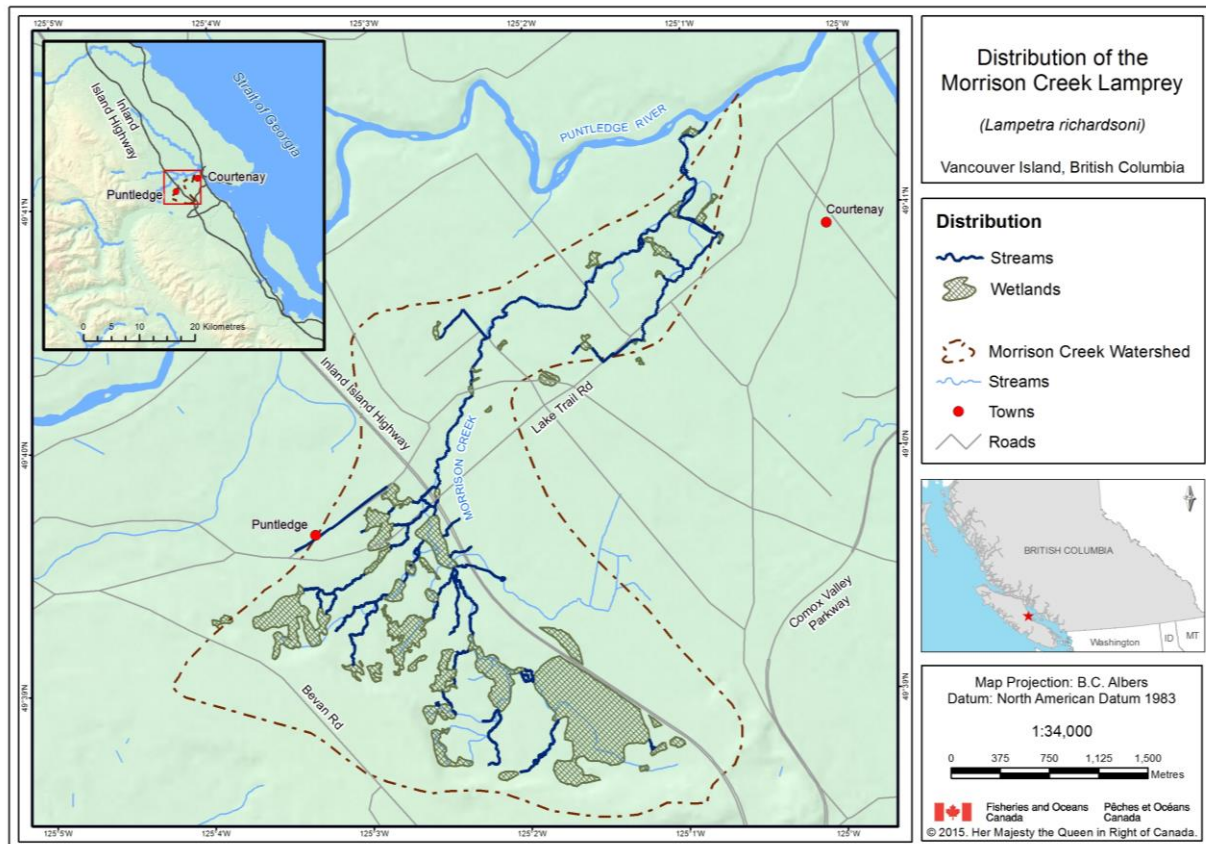 125°5'W
125°4'W
125°3'W
125°2'W
125°1'W
125°W
Strait of Georgia
Inland
Island Highway
Courtenay
Puntledge
0 5 10 20 Kilometres
49°41'N
49°41'N
PUNTLEDGE RIVER
Courtenay
Inland Island Highway
Lake Trail Rd
MORRISON CREEK
49°40'N
49°40'N
Puntledge
Comox Valley
Parkway
Bevan Rd
49°39'N
49°39'N
125°5'W
125°4'W
125°3'W
125°2'W
125°1'W
125°W
Distribution of the
Morrison Creek Lamprey
(Lampetra richardsoni)
Vancouver Island, British Columbia
Distribution
Streams
Wetlands
Morrison Creek Watershed
Streams
Towns
Roads
BRITISH COLUMBIA
Washington
ID
MT
Map Projection: B.C. Albers
Datum: North American Datum 1983
1:34,000
0 375 750 1,125 1,500
Metres
Fisheries and Oceans
Canada
Pêches et Océans
Canada
© 2015. Her Majesty the Queen in Right of Canada.